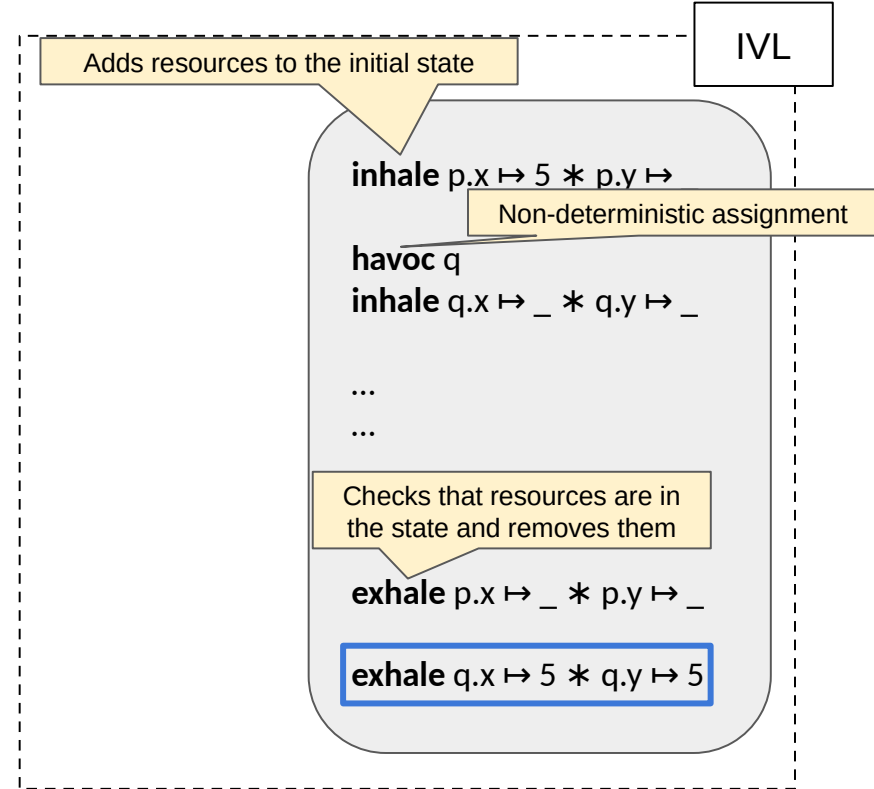 IVL
Adds resources to the initial state
inhale p.x ↦ 5 ∗ p.y ↦
Non-deterministic assignment
havoc q
inhale q.x ↦ _ ∗ q.y ↦ _
...
...
Checks that resources are in
the state and removes them
exhale p.x ↦ _ ∗ p.y ↦ _
exhale q.x ↦ 5 ∗ q.y ↦ 5